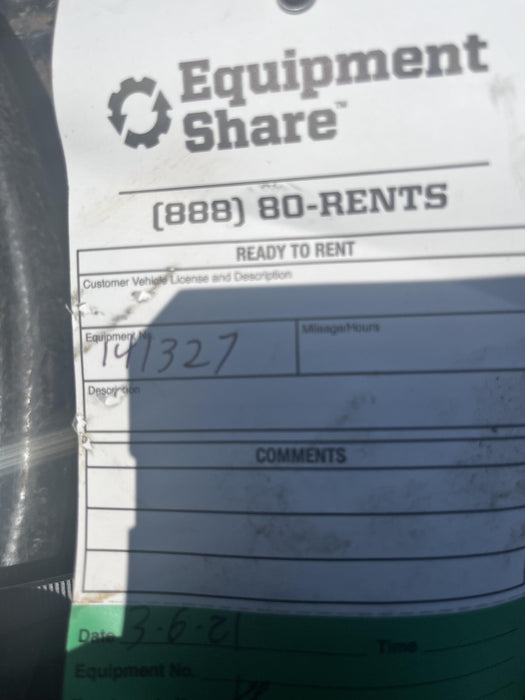 Equipment
Share™
(888) 80-RENTS
READY TO RENT
Customer Vehicle License and Description
Equipment No. Mileage/Hours
141327
Description
COMMENTS
Date 3-6-21 Time
Equipment No.